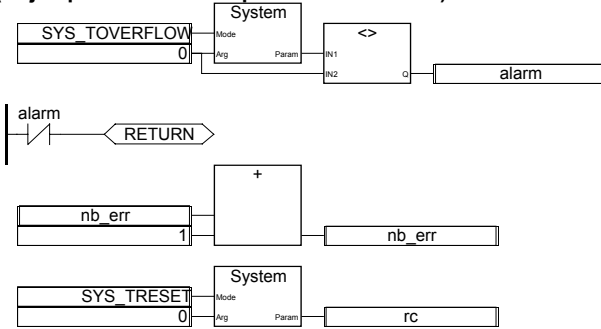 System
SYS_TOVERFLOW Mode <>
0 Arg Param IN1
IN2 Q alarm
alarm
RETURN
+
nb_err
1 nb_err
System
SYS_TRESET Mode
0 Arg Param rc